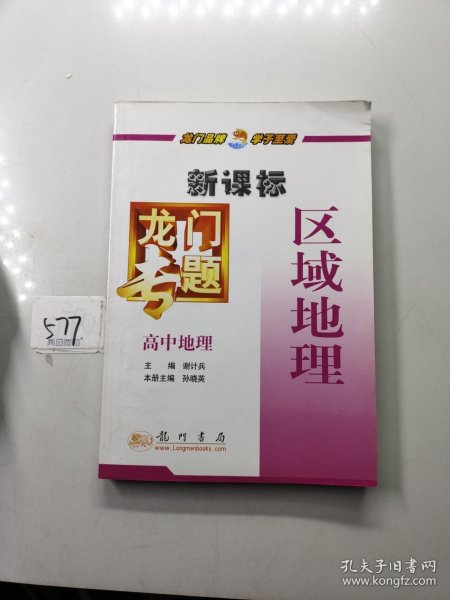 龙门品牌 学子至爱
新课标
龙门专题
区域地理
高中地理
主 编 谢计兵
本册主编 孙晓英
龍門書局
www.Longmenbooks.com
577
孔夫子旧书网
www.kongfz.com